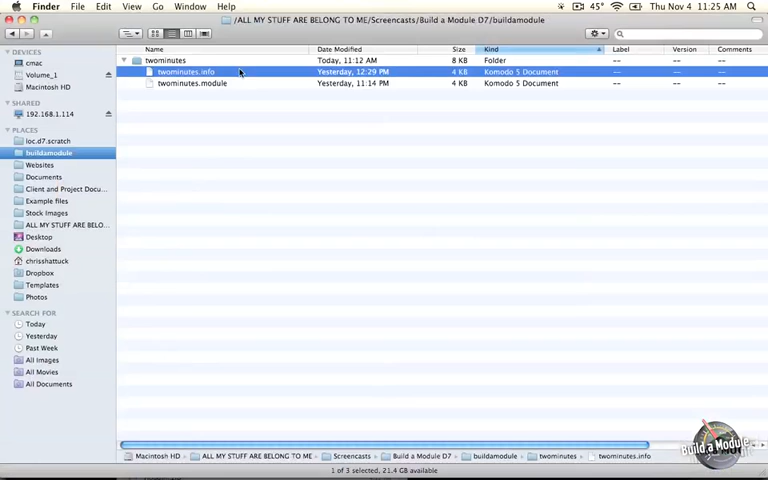 Finder File Edit View Go Window Help 45° Thu Nov 4 11:25 AM
/ALL MY STUFF ARE BELONG TO ME/Screencasts/Build a Module D7/buildamodule
Name Date Modified Size Kind Label Version Comments
twominutes Today, 11:12 AM 8 KB Folder -- -- --
twominutes.info Yesterday, 12:29 PM 4 KB Komodo 5 Document -- -- --
twominutes.module Yesterday, 11:14 PM 4 KB Komodo 5 Document -- -- --
DEVICES
cmac
Volume_1
Macintosh HD
SHARED
192.168.1.114
PLACES
loc.d7.scratch
buildamodule
Websites
Documents
Client and Project Docu...
Example files
Stock Images
ALL MY STUFF ARE BELO...
Desktop
Downloads
chrisshattuck
Dropbox
Templates
Photos
SEARCH FOR
Today
Yesterday
Past Week
All Images
All Movies
All Documents
Build a Module
Macintosh HD ALL MY STUFF ARE BELONG TO ME Screencasts Build a Module D7 buildamodule twominutes twominutes.info
1 of 3 selected, 21.4 GB available